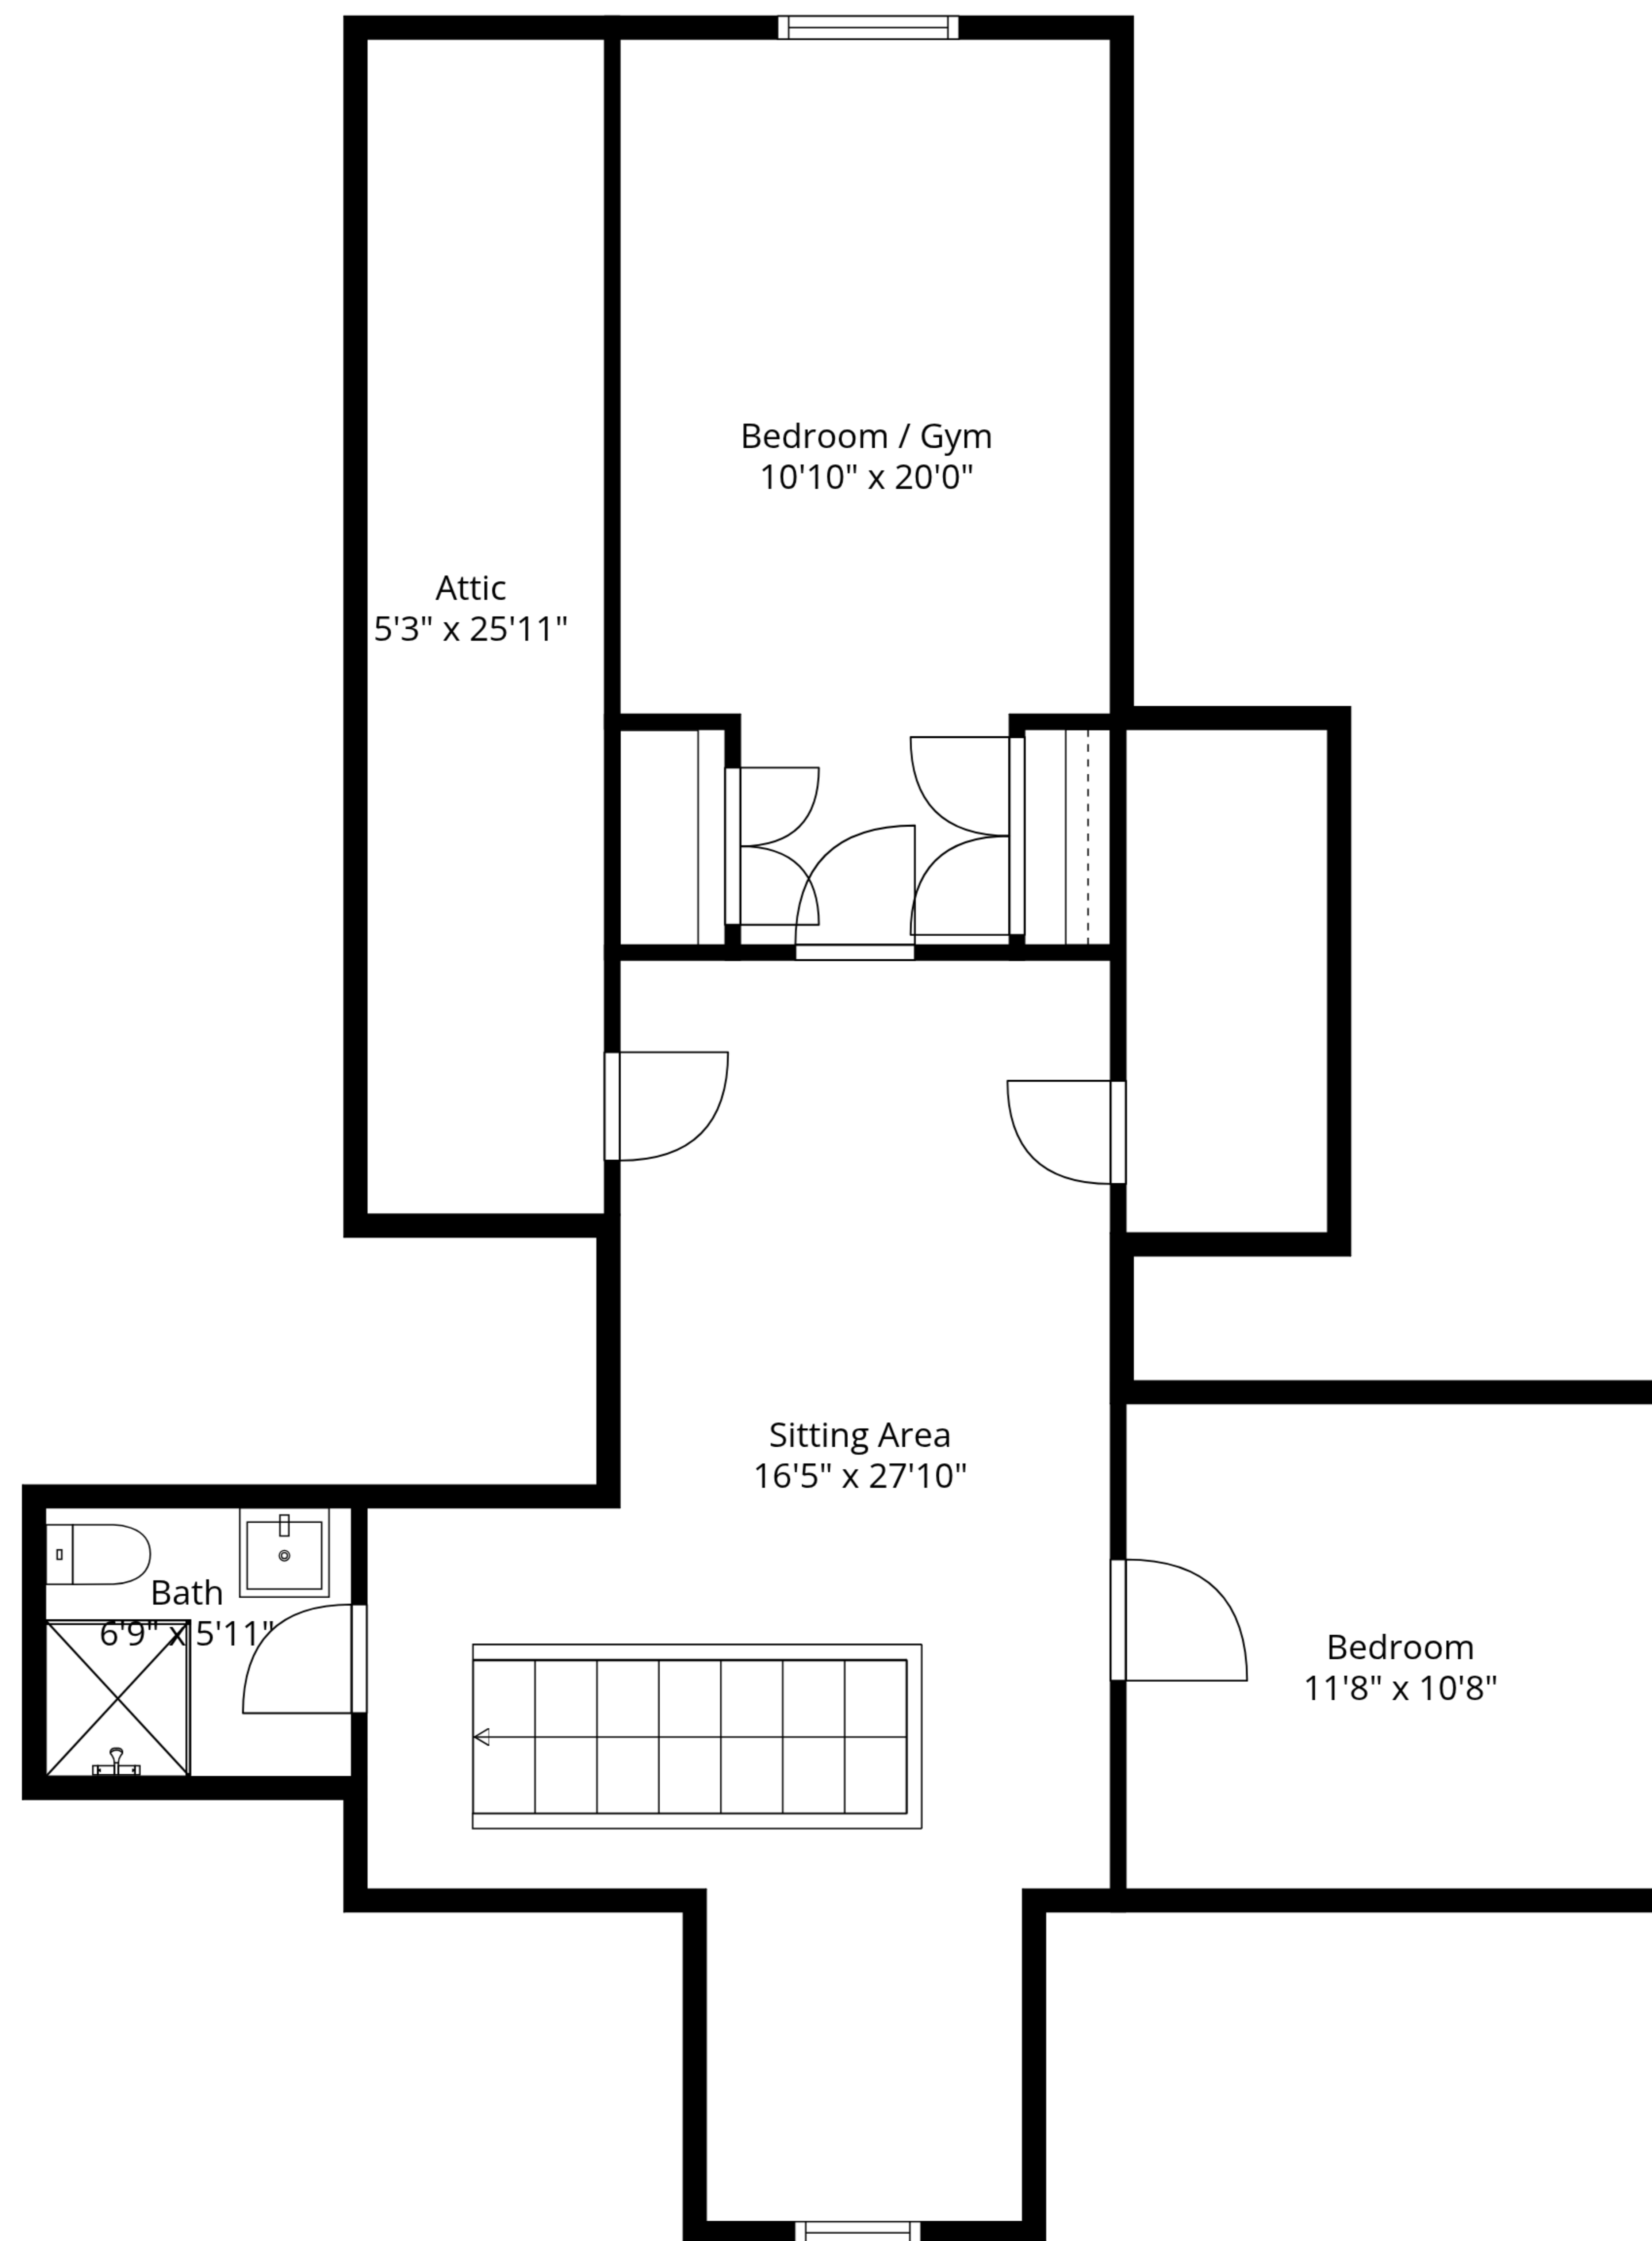 Bedroom / Gym
10'10" x 20'0"
Attic
5'3" x 25'11"
Sitting Area
16'5" x 27'10"
Bath
6'9" x 5'11"
Bedroom
11'8" x 10'8"